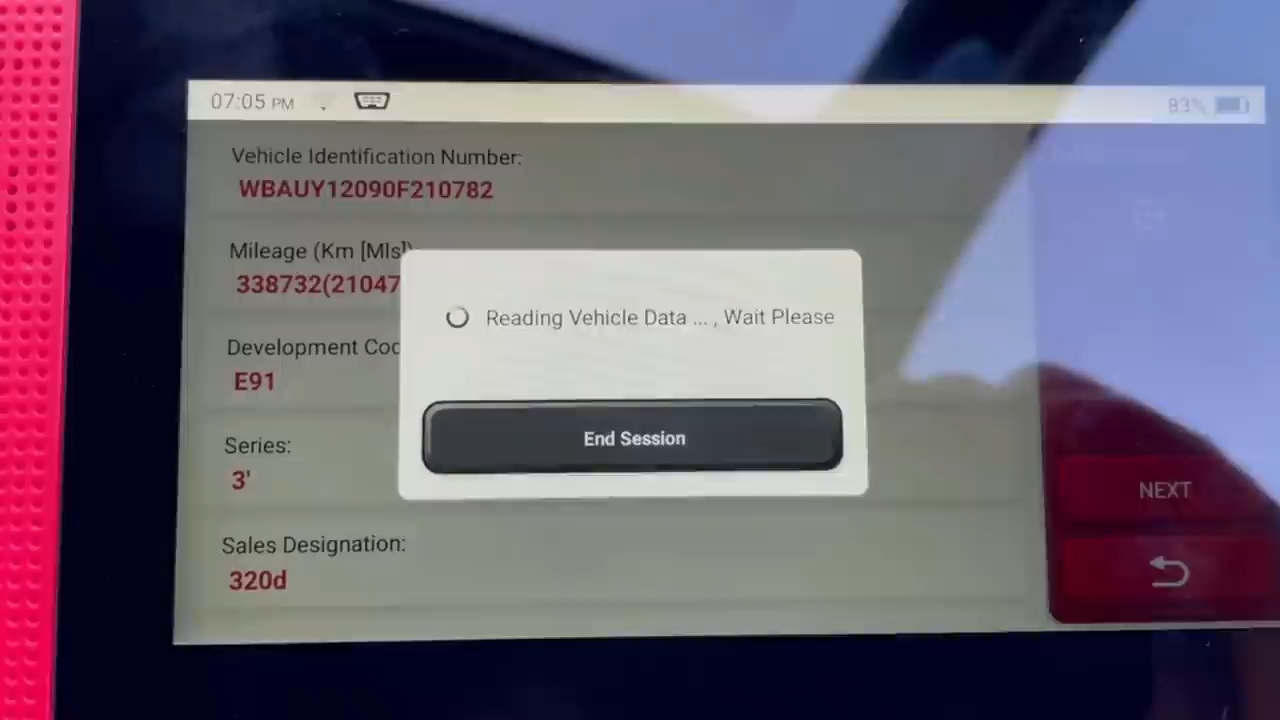 07:05 PM
83%
Vehicle Identification Number:
WBAUY12090F210782
Mileage (Km [Mls])
338732(21047
Reading Vehicle Data ... , Wait Please
Development Cod
E91
End Session
Series:
3'
NEXT
Sales Designation:
320d